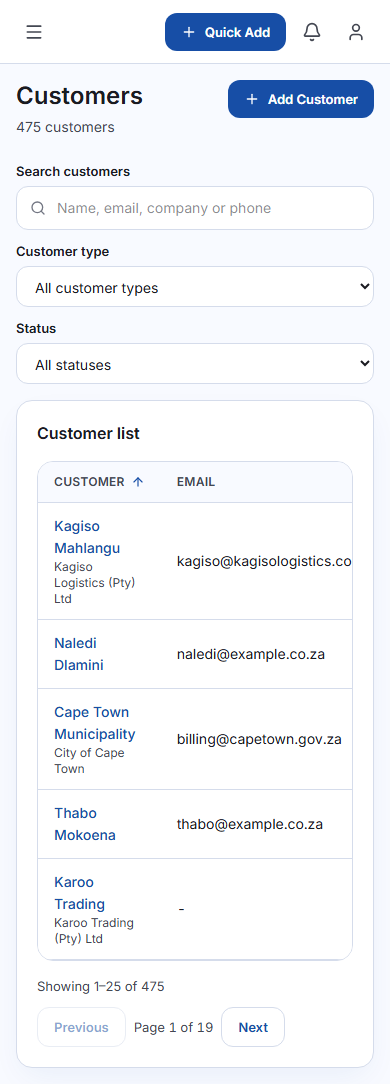 Quick Add
Customers
Add Customer
475 customers
Search customers
Name, email, company or phone
Customer type
All customer types
Status
All statuses
Customer list
CUSTOMER EMAIL
Kagiso
Mahlangu
Kagiso
Logistics (Pty)
Ltd
kagiso@kagisologistics.co
Naledi
Dlamini
naledi@example.co.za
Cape Town
Municipality
City of Cape
Town
billing@capetown.gov.za
Thabo
Mokoena
thabo@example.co.za
Karoo
Trading
Karoo Trading
(Pty) Ltd
-
Showing 1–25 of 475
Previous Page 1 of 19 Next